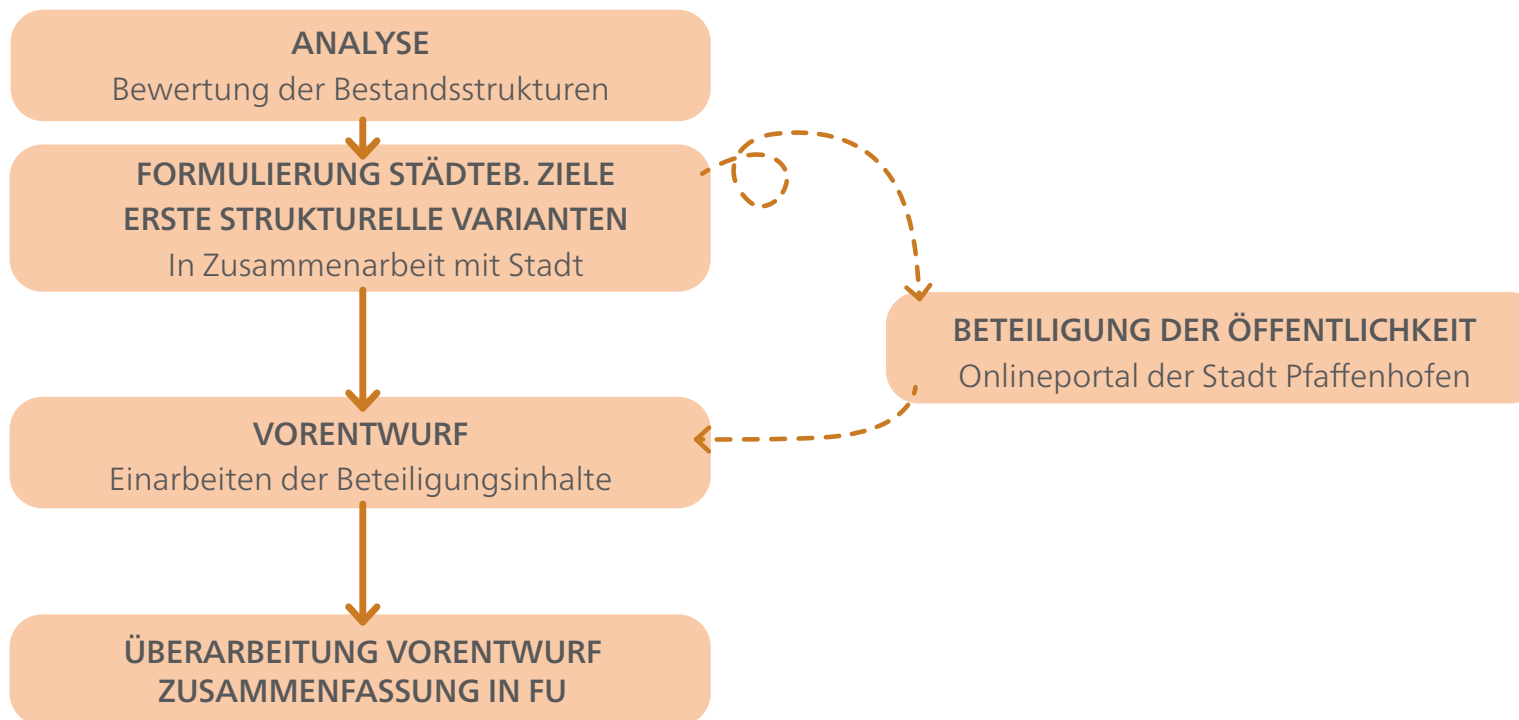 ANALYSE
Bewertung der Bestandsstrukturen
FORMULIERUNG STÄDTEB. ZIELE
ERSTE STRUKTURELLE VARIANTEN
In Zusammenarbeit mit Stadt
BETEILIGUNG DER ÖFFENTLICHKEIT
Onlineportal der Stadt Pfaffenhofen
VORENTWURF
Einarbeiten der Beteiligungsinhalte
ÜBERARBEITUNG VORENTWURF
ZUSAMMENFASSUNG IN FU